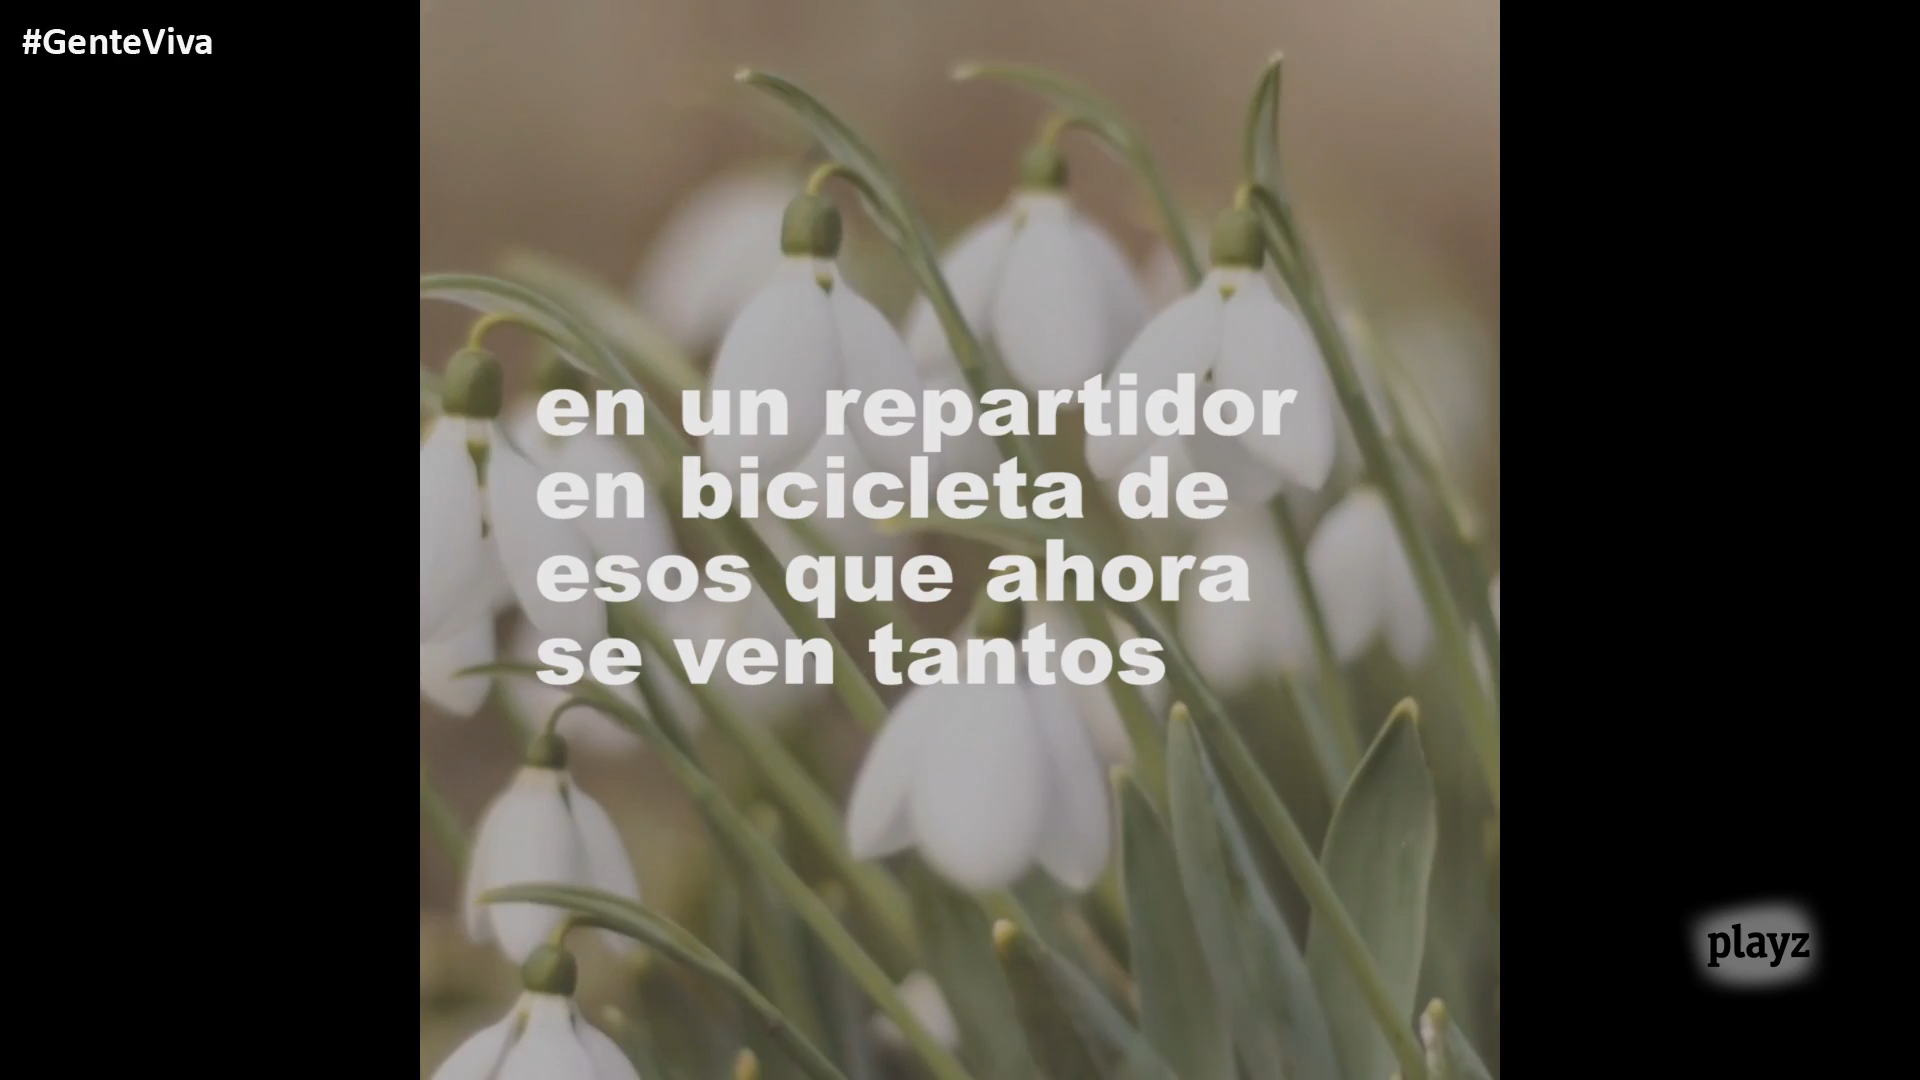 #GenteViva
en un repartidor
en bicicleta de
esos que ahora
se ven tantos
playz